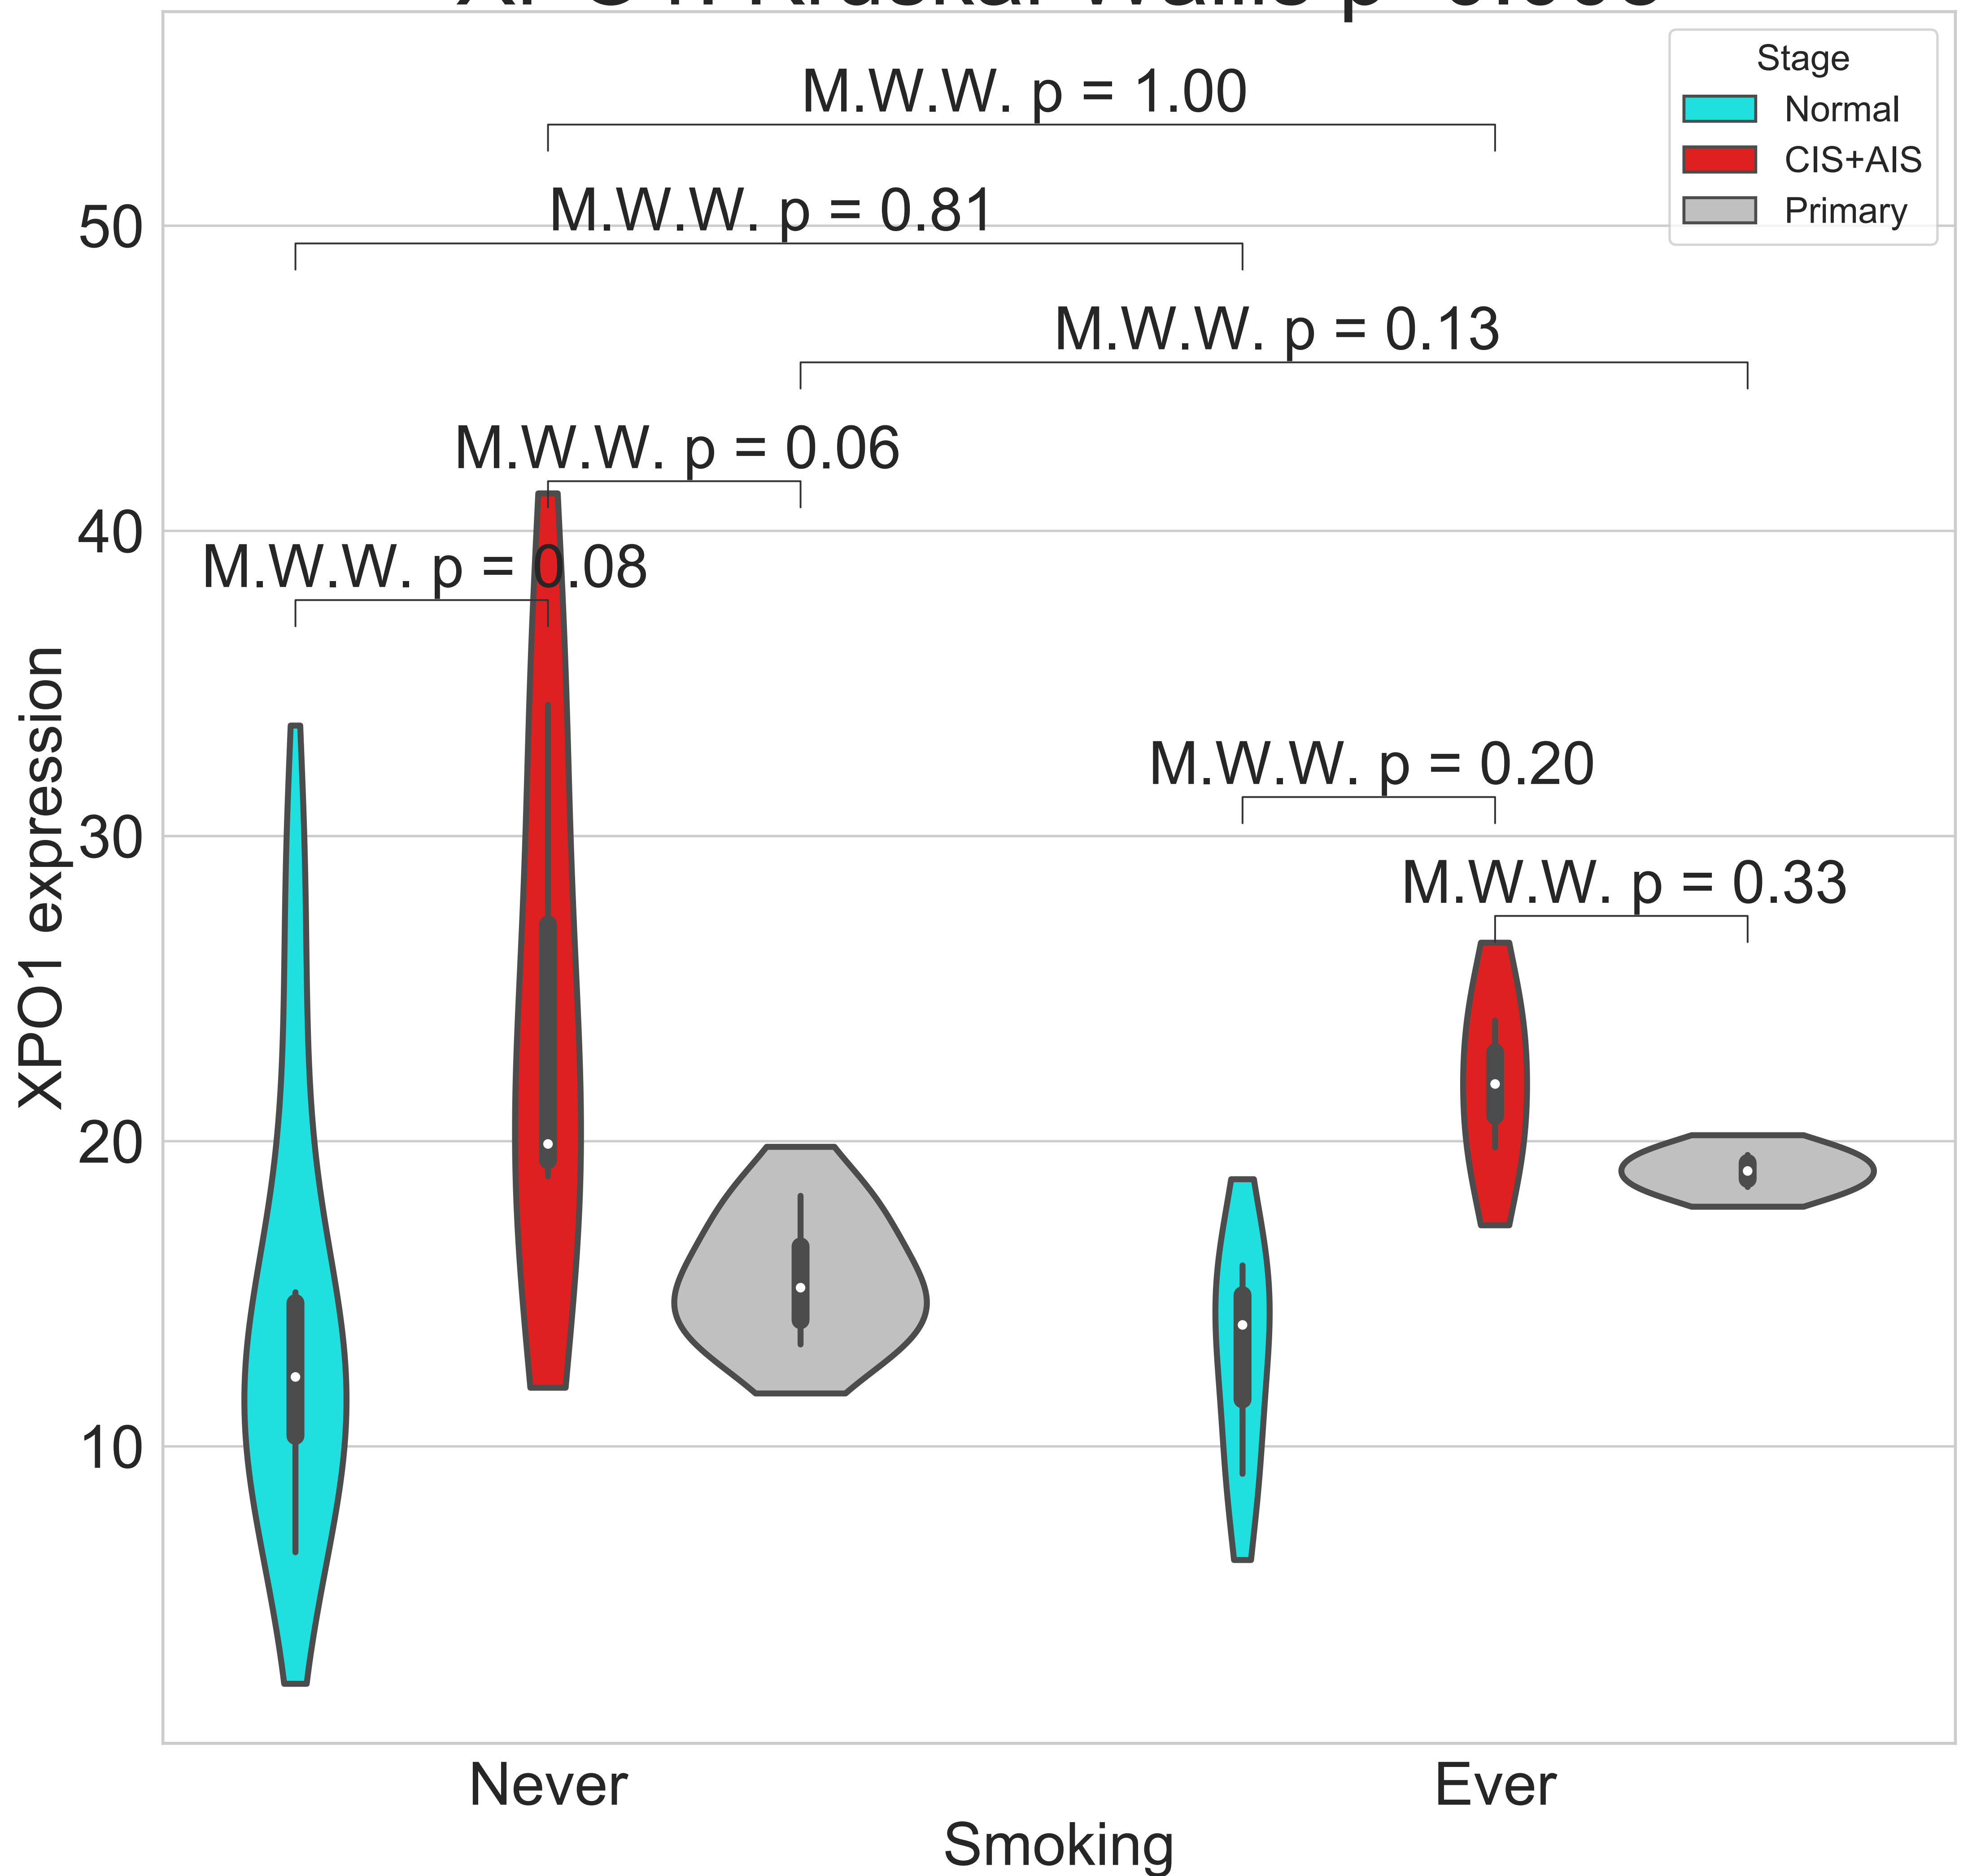 M.W.W. p = 1.00
Stage
Normal
CIS+AIS
Primary
M.W.W. p = 0.81
M.W.W. p = 0.13
M.W.W. p = 0.06
M.W.W. p = 0.08
M.W.W. p = 0.20
M.W.W. p = 0.33
50
40
30
20
10
XPO1 expression
Never
Ever
Smoking